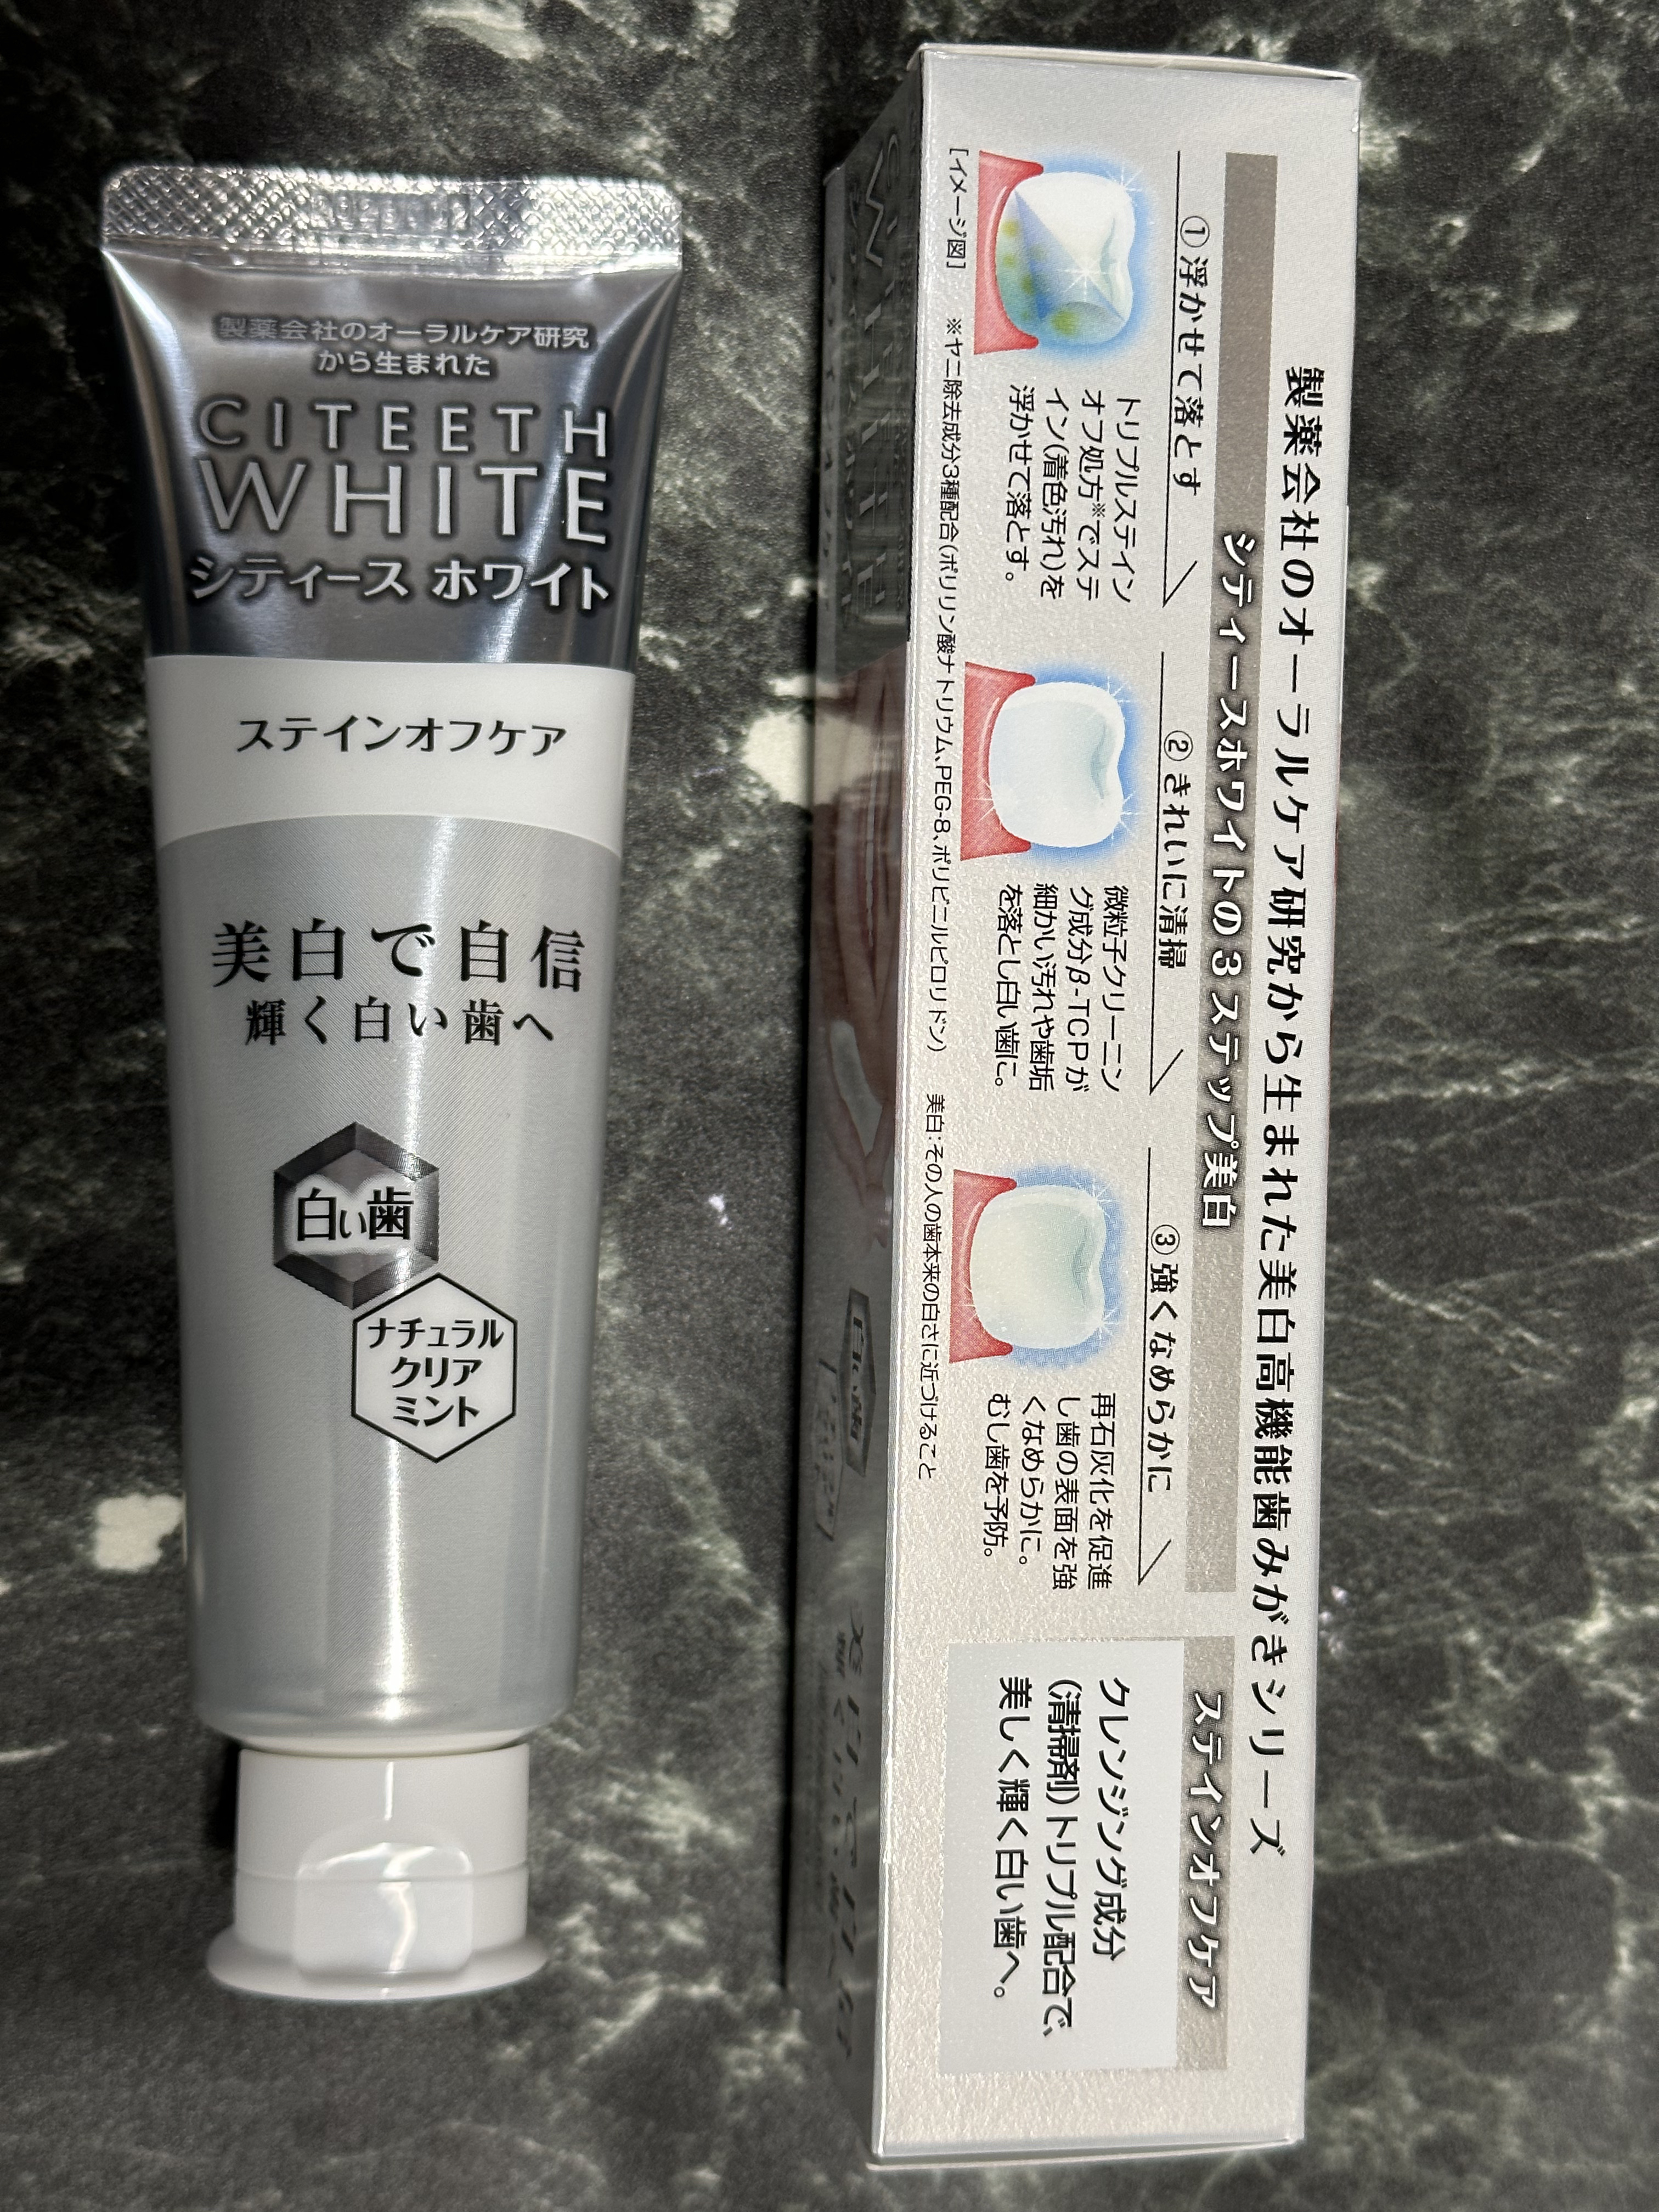 製薬会社のオーラルケア研究
から生まれた
CITEETH
WHITE
シティース ホワイト
ステインオフケア
美白で自信
輝く白い歯へ
白い歯
ナチュラル
クリア
ミント
製薬会社のオーラルケア研究から生まれた美白高機能歯みがきシリーズ
シティースホワイトの3ステップ美白
①浮かせて落とす
トリプルステイン
オフ処方※でステ
イン(着色汚れ)を
浮かせて落とす。
②きれいに清掃
微粒子クリーニン
グ成分β-TCPが
細かい汚れや歯垢
を落とし白い歯に。
③強くなめらかに
再石灰化を促進
し歯の表面を強
くなめらかに。
むし歯を予防。
[イメージ図] ※ヤニ除去成分3種配合(ポリリン酸ナトリウム、PEG-8、ポリビニルピロリドン) 美白:その人の歯本来の白さに近づけること
ステインオフケア
クレンジング成分
(清掃剤)トリプル配合で、
美しく輝く白い歯へ。